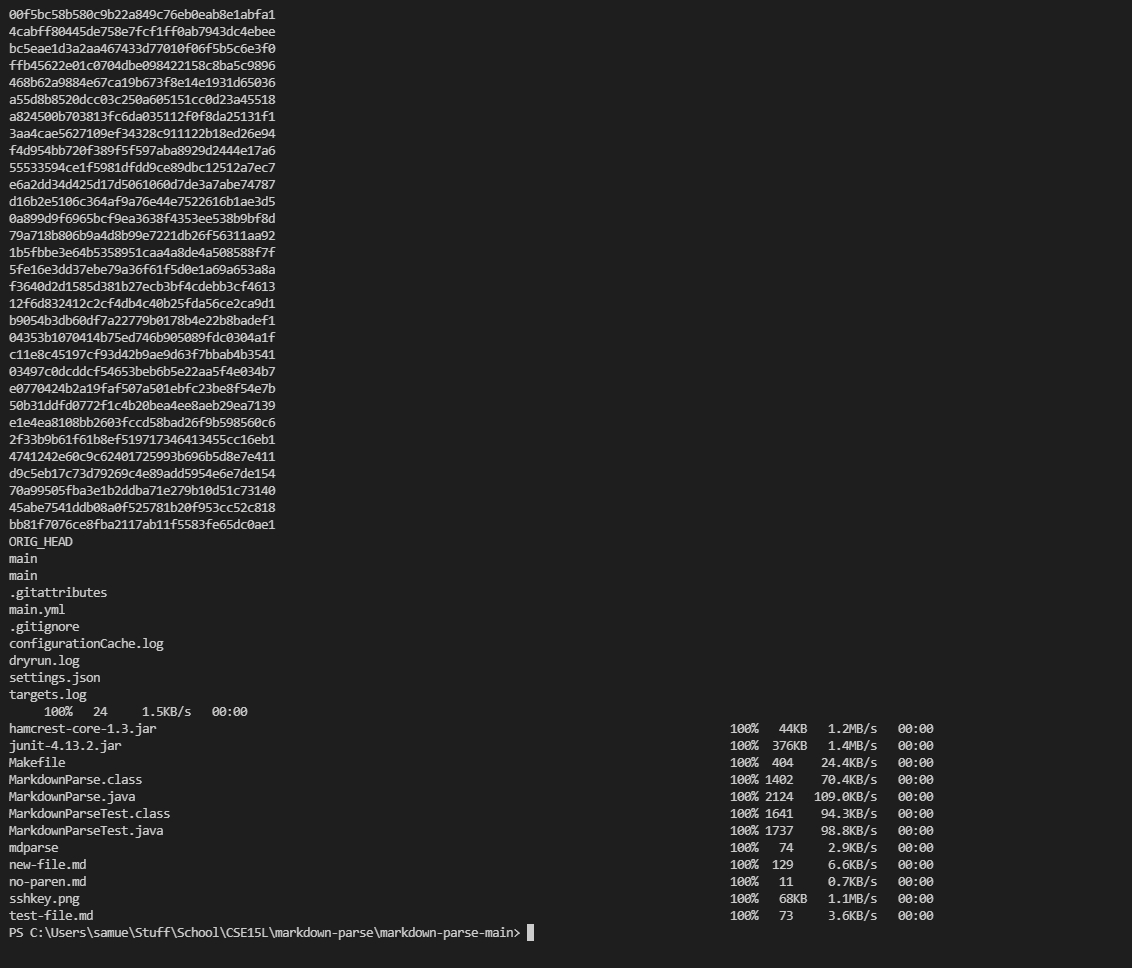 00f5bc58b580c9b22a849c76eb0eab8e1abfa1
4cabff80445de758e7fcf1ff0ab7943dc4ebee
bc5eae1d3a2aa467433d77010f06f5b5c6e3f0
ffb45622e01c0704dbe098422158c8ba5c9896
468b62a9884e67ca19b673f8e14e1931d65036
a55d8b8520dcc03c250a605151cc0d23a45518
a824500b703813fc6da035112f0f8da25131f1
3aa4cae5627109ef34328c911122b18ed26e94
f4d954bb720f389f5f597aba8929d2444e17a6
55533594ce1f5981dfdd9ce89dbc12512a7ec7
e6a2dd34d425d17d5061060d7de3a7abe74787
d16b2e5106c364af9a76e44e7522616b1ae3d5
0a899d9f6965bcf9ea3638f4353ee538b9bf8d
79a718b806b9a4d8b99e7221db26f56311aa92
1b5fbbe3e64b5358951caa4a8de4a508588f7f
5fe16e3dd37ebe79a36f61f5d0e1a69a653a8a
f3640d2d1585d381b27ecb3bf4cdebb3cf4613
12f6d832412c2cf4db4c40b25fda56ce2ca9d1
b9054b3db60df7a22779b0178b4e22b8badef1
04353b1070414b75ed746b905089fdc0304a1f
c11e8c45197cf93d42b9ae9d63f7bbab4b3541
03497c0dcddcf54653beb6b5e22aa5f4e034b7
e0770424b2a19faf507a501ebfc23be8f54e7b
50b31ddfd0772f1c4b20bea4ee8aeb29ea7139
e1e4ea8108bb2603fccd58bad26f9b598560c6
2f33b9b61f61b8ef519717346413455cc16eb1
4741242e60c9c62401725993b696b5d8e7e411
d9c5eb17c73d79269c4e89add5954e6e7de154
70a99505fba3e1b2ddba71e279b10d51c73140
45abe7541ddb08a0f525781b20f953cc52c818
bb81f7076ce8fba2117ab11f5583fe65dc0ae1
ORIG_HEAD
main
main
.gitattributes
main.yml
.gitignore
configurationCache.log
dryrun.log
settings.json
targets.log
100% 24 1.5KB/s 00:00
hamcrest-core-1.3.jar 100% 44KB 1.2MB/s 00:00
junit-4.13.2.jar 100% 376KB 1.4MB/s 00:00
Makefile 100% 404 24.4KB/s 00:00
MarkdownParse.class 100% 1402 70.4KB/s 00:00
MarkdownParse.java 100% 2124 109.0KB/s 00:00
MarkdownParseTest.class 100% 1641 94.3KB/s 00:00
MarkdownParseTest.java 100% 1737 98.8KB/s 00:00
mdparse 100% 74 2.9KB/s 00:00
new-file.md 100% 129 6.6KB/s 00:00
no-paren.md 100% 11 0.7KB/s 00:00
sshkey.png 100% 68KB 1.1MB/s 00:00
test-file.md 100% 73 3.6KB/s 00:00
PS C:\Users\samue\Stuff\School\CSE15L\markdown-parse\markdown-parse-main>